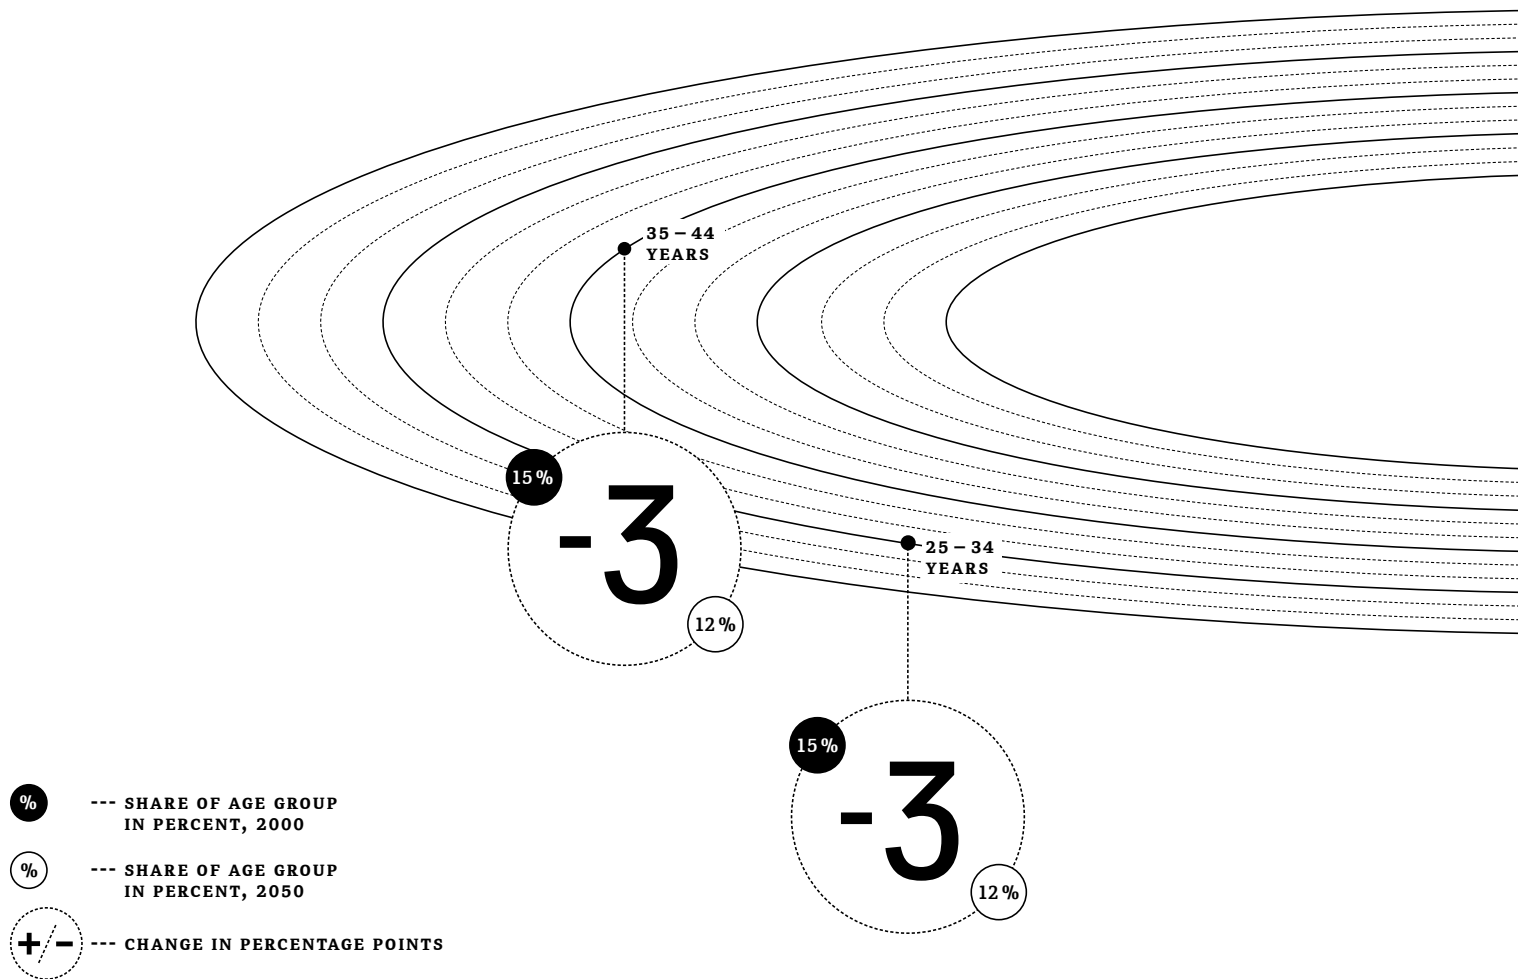 35 – 44
YEARS
15 %
-3
12 %
25 – 34
YEARS
15 %
-3
12 %
% --- SHARE OF AGE GROUP
IN PERCENT, 2000
% --- SHARE OF AGE GROUP
IN PERCENT, 2050
+/- --- CHANGE IN PERCENTAGE POINTS